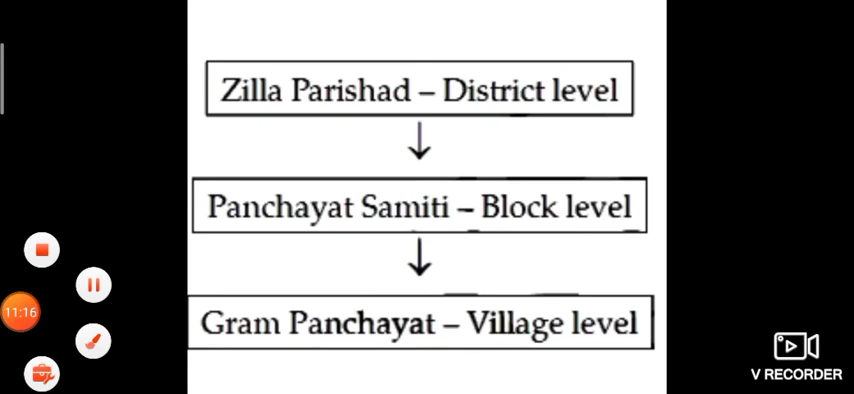 Zilla Parishad – District level
Panchayat Samiti – Block level
Gram Panchayat – Village level
11:16
V RECORDER